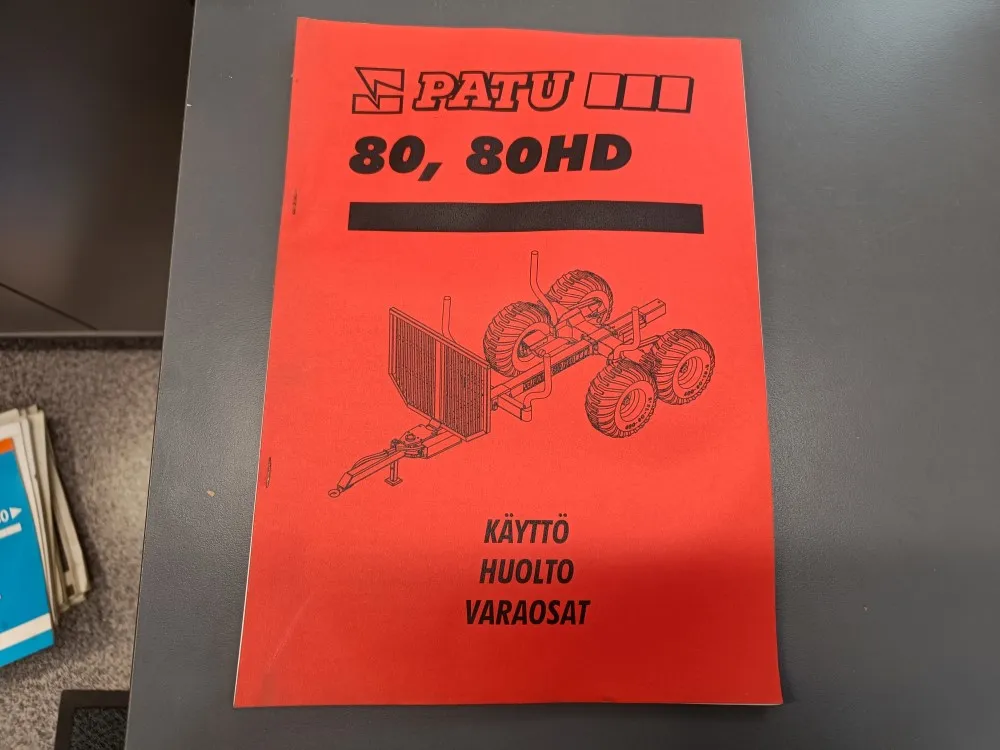 PATU
80, 80HD
KÄYTTÖ
HUOLTO
VARAOSAT